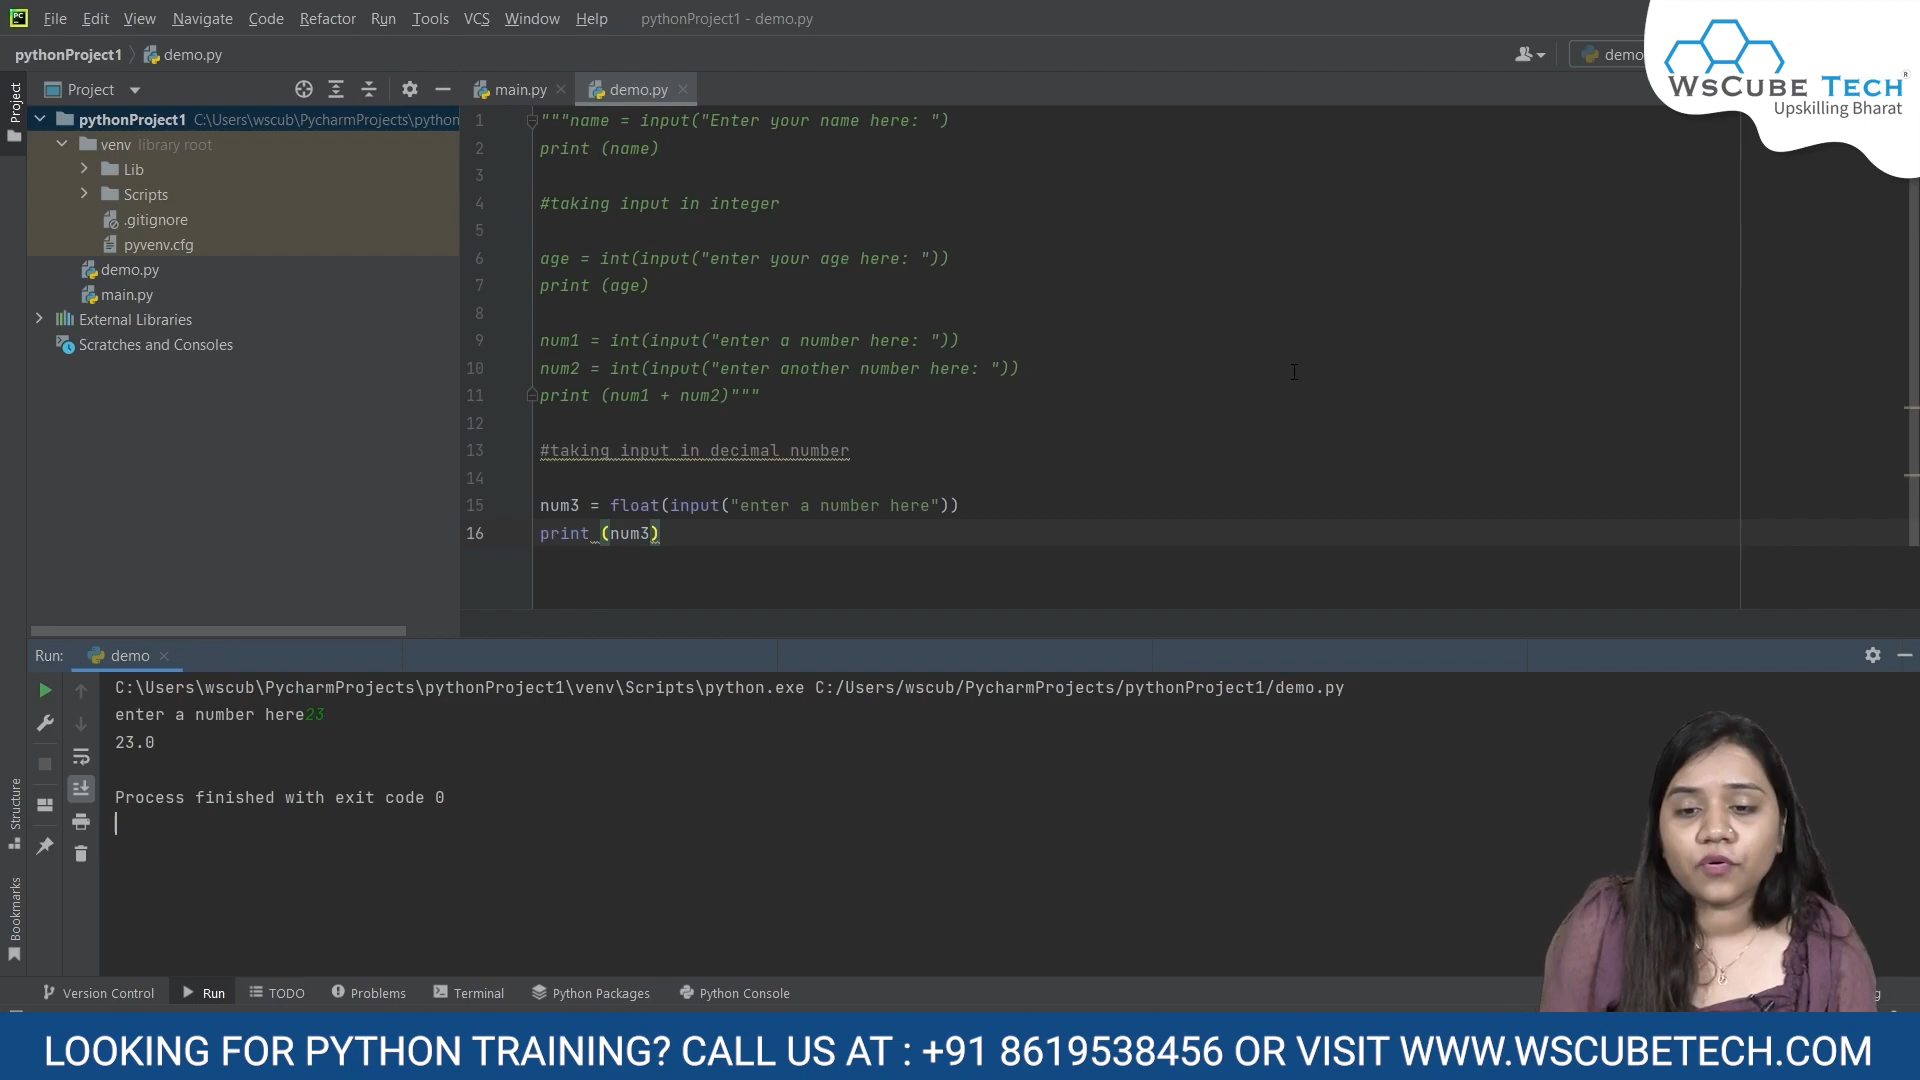 File Edit View Navigate Code Refactor Run Tools VCS Window Help pythonProject1 - demo.py
pythonProject1 demo.py
demo
WsCube Tech®
Upskilling Bharat
Project
Project
main.py demo.py
pythonProject1 C:\Users\wscub\PycharmProjects\python
venv library root
Lib
Scripts
.gitignore
pyvenv.cfg
demo.py
main.py
External Libraries
Scratches and Consoles
1 """name = input("Enter your name here: ")
2 print (name)
3
4 #taking input in integer
5
6 age = int(input("enter your age here: "))
7 print (age)
8
9 num1 = int(input("enter a number here: "))
10 num2 = int(input("enter another number here: "))
11 print (num1 + num2)"""
12
13 #taking input in decimal number
14
15 num3 = float(input("enter a number here"))
16 print (num3)
Run: demo
C:\Users\wscub\PycharmProjects\pythonProject1\venv\Scripts\python.exe C:/Users/wscub/PycharmProjects/pythonProject1/demo.py
enter a number here23
23.0
Process finished with exit code 0
Structure
Bookmarks
Version Control Run TODO Problems Terminal Python Packages Python Console
LOOKING FOR PYTHON TRAINING? CALL US AT : +91 8619538456 OR VISIT WWW.WSCUBETECH.COM